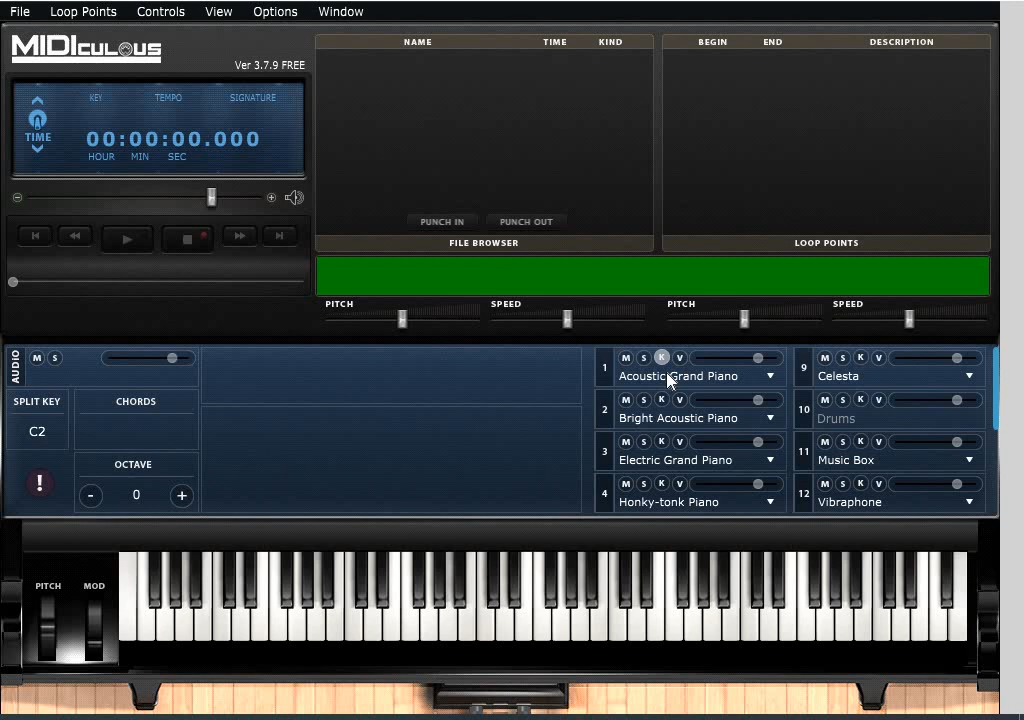 File Loop Points Controls View Options Window
MIDICULOUS
Ver 3.7.9 FREE
KEY TEMPO SIGNATURE
TIME
00:00:00.000
HOUR MIN SEC
NAME TIME KIND
PUNCH IN PUNCH OUT
FILE BROWSER
BEGIN END DESCRIPTION
LOOP POINTS
PITCH SPEED PITCH SPEED
AUDIO M S
SPLIT KEY
C2
!
CHORDS
OCTAVE
- 0 +
1 M S K V
Acoustic Grand Piano
2 M S K V
Bright Acoustic Piano
3 M S K V
Electric Grand Piano
4 M S K V
Honky-tonk Piano
9 M S K V
Celesta
10 M S K V
Drums
11 M S K V
Music Box
12 M S K V
Vibraphone
PITCH MOD